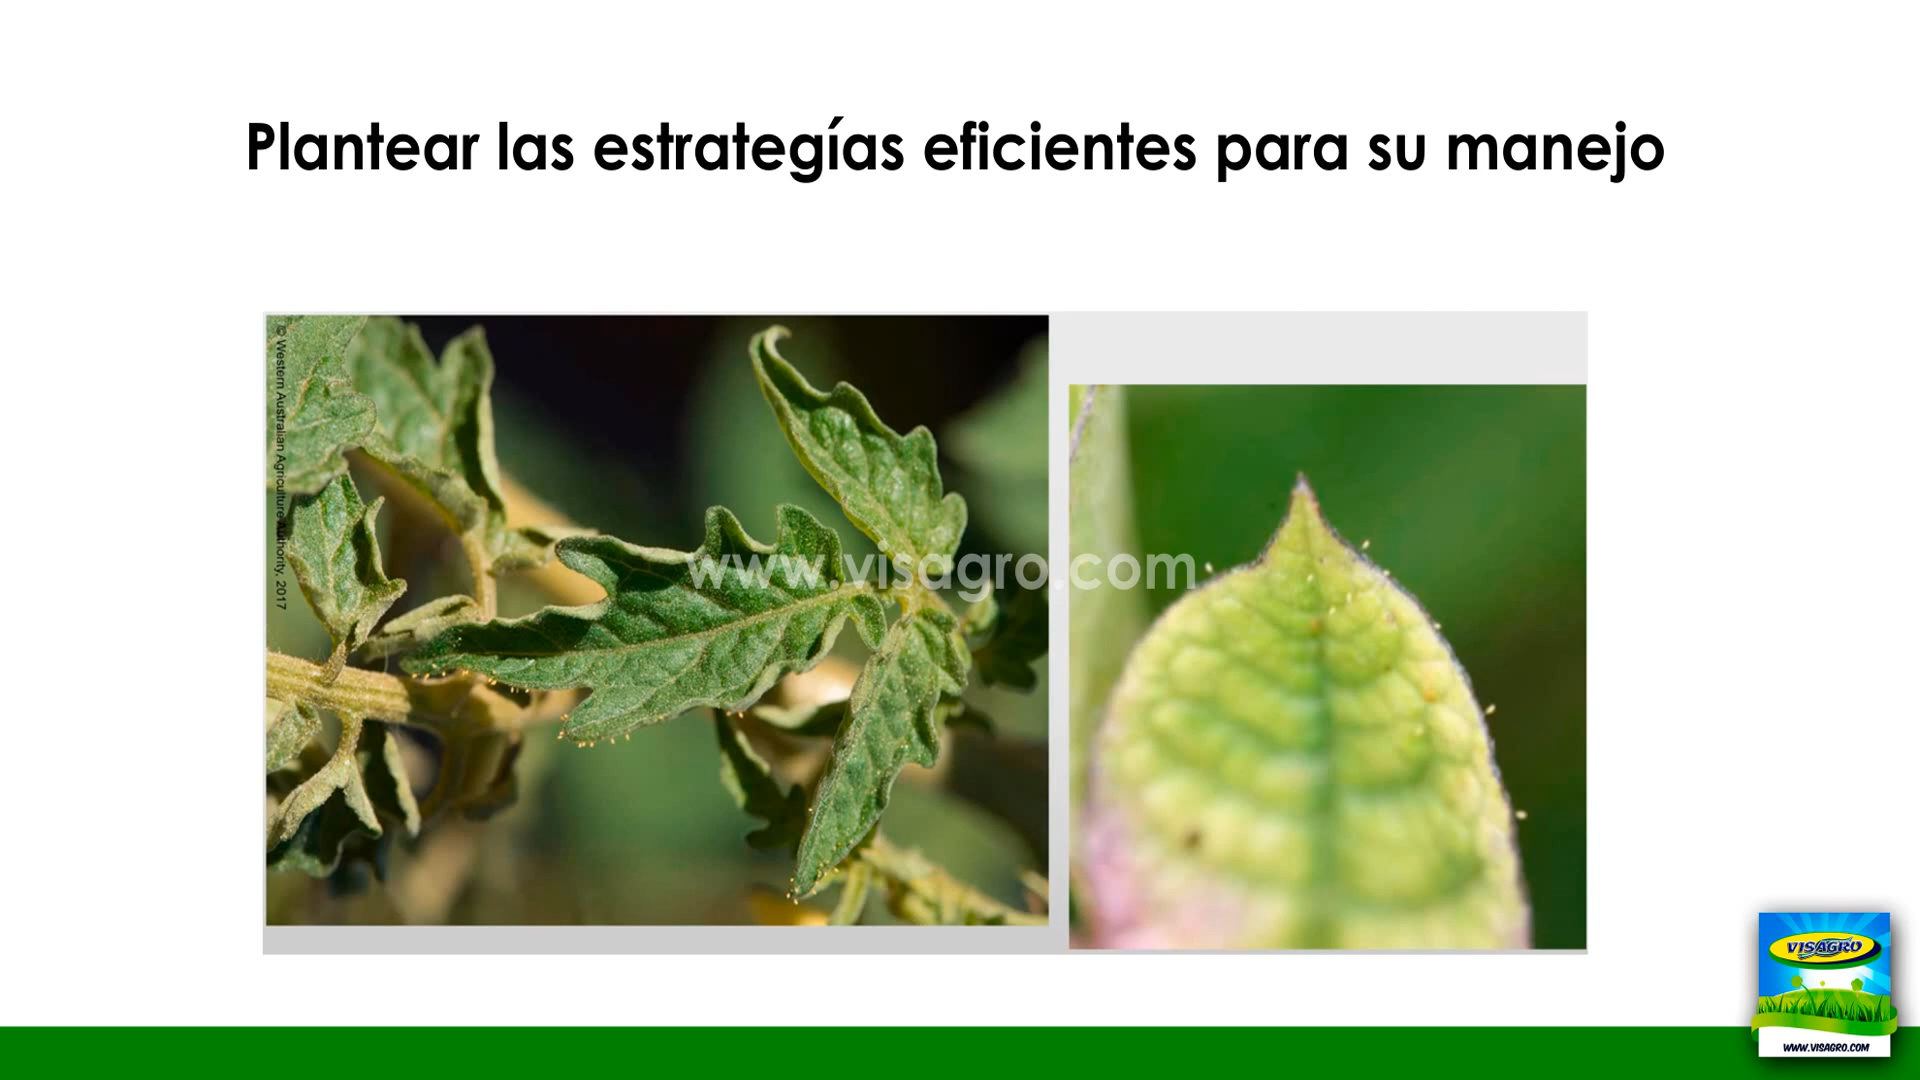 Plantear las estrategías eficientes para su manejo
© Western Australian Agriculture Authority, 2017
www.visagro.com
VISAGRO
WWW.VISAGRO.COM